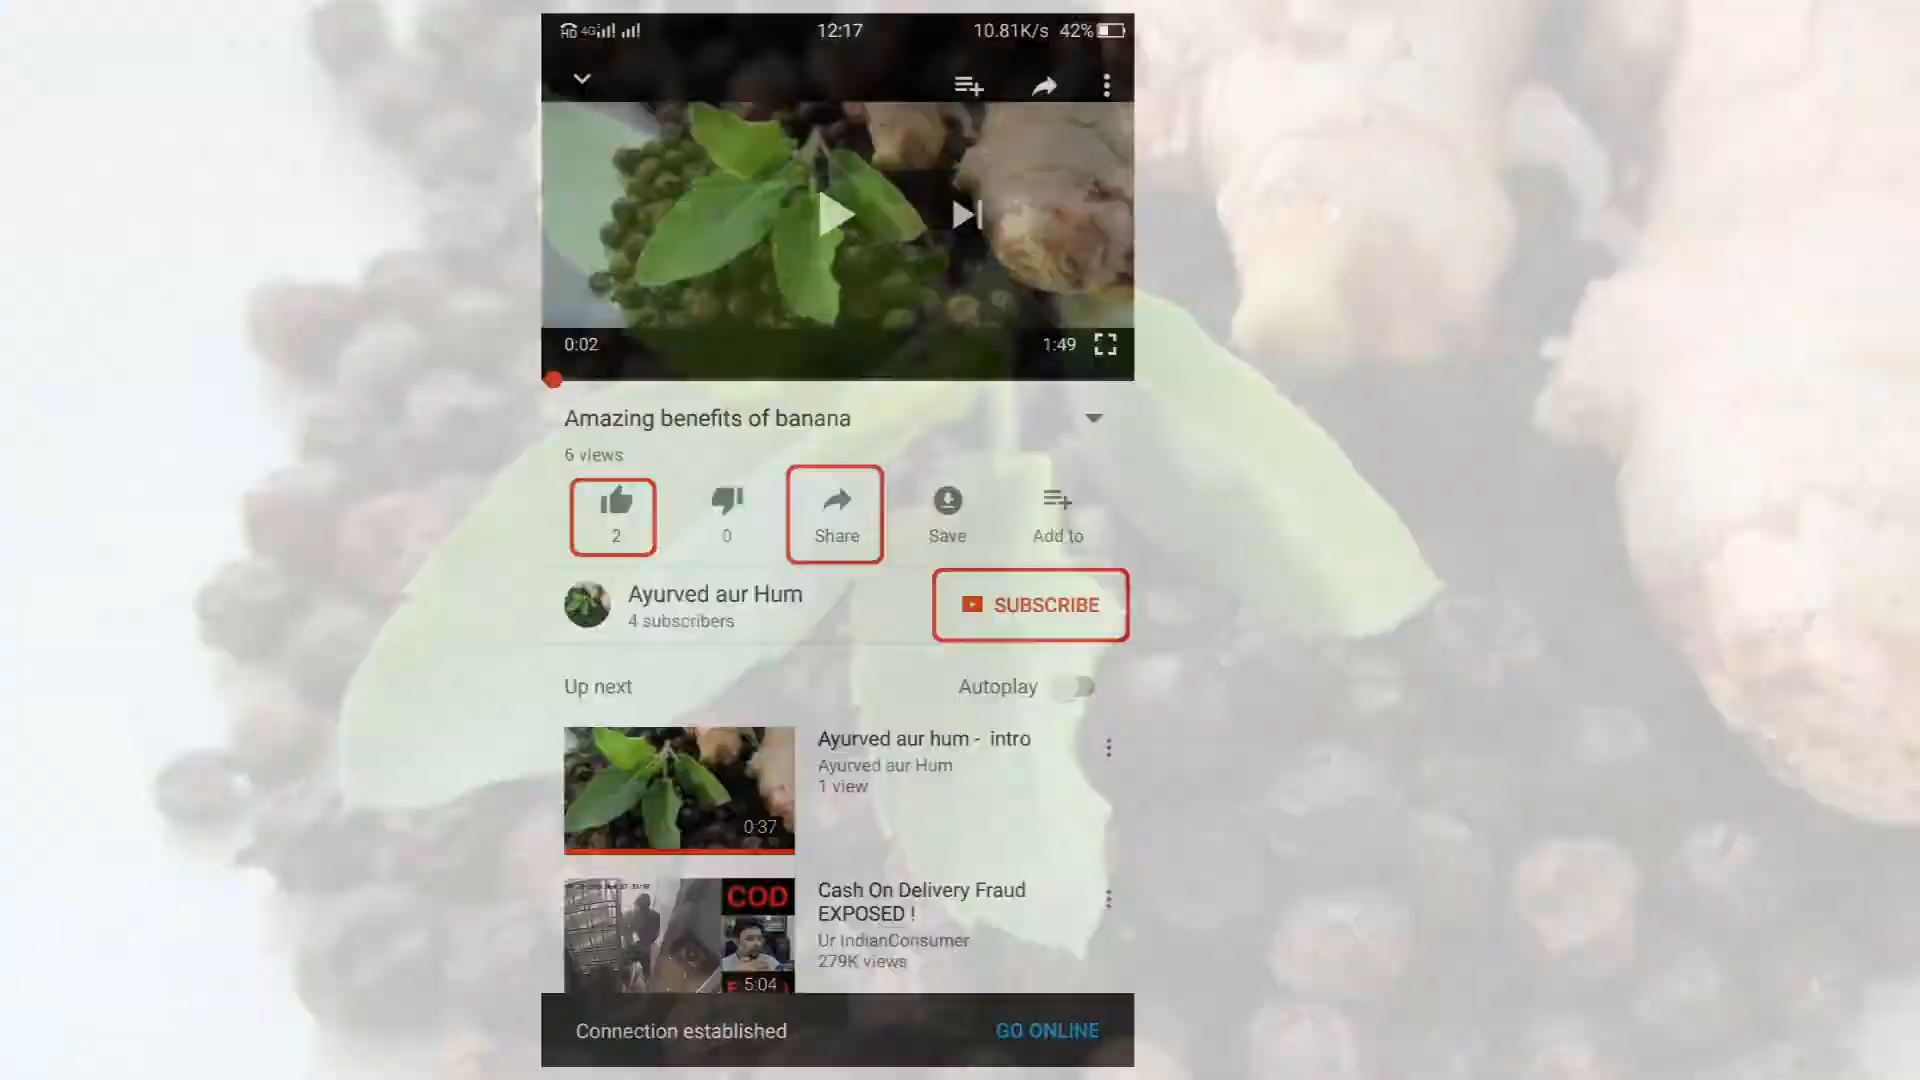 HD 4G 12:17 10.81K/s 42%
0:02 1:49
Amazing benefits of banana
6 views
2 0 Share Save Add to
Ayurved aur Hum
4 subscribers
SUBSCRIBE
Up next Autoplay
Ayurved aur hum - intro
Ayurved aur Hum
1 view
0:37
COD
Cash On Delivery Fraud
EXPOSED !
Ur IndianConsumer
279K views
5:04
Connection established GO ONLINE